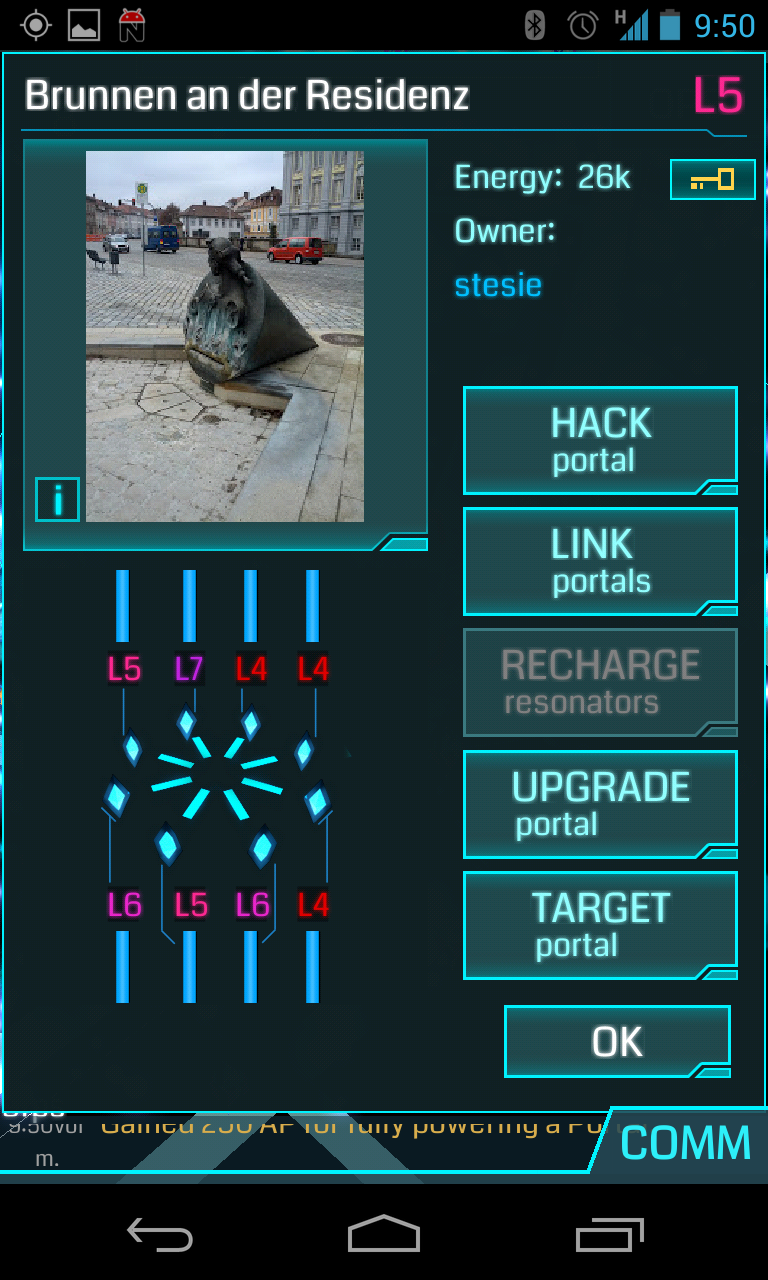 H 9:50
Brunnen an der Residenz L5
Energy: 26k
Owner:
stesie
i
HACK
portal
LINK
portals
L5 L7 L4 L4
RECHARGE
resonators
UPGRADE
portal
L6 L5 L6 L4
TARGET
portal
OK
9:50vor Gained 250 AP for fully powering a Po
m.
COMM